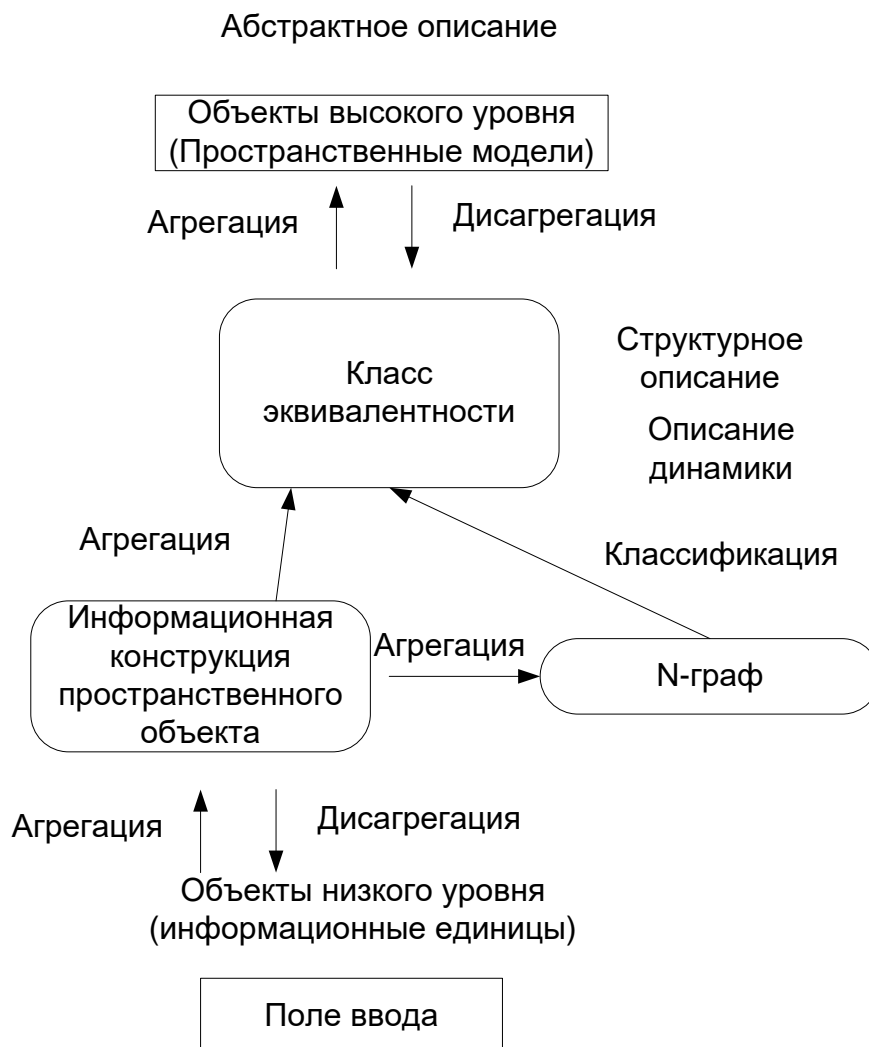 Абстрактное описание
Объекты высокого уровня
(Пространственные модели)
Агрегация
Дисагрегация
Класс
эквивалентности
Структурное
описание
Описание
динамики
Агрегация
Классификация
Информационная
конструкция
пространственного
объекта
Агрегация
N-граф
Агрегация
Дисагрегация
Объекты низкого уровня
(информационные единицы)
Поле ввода